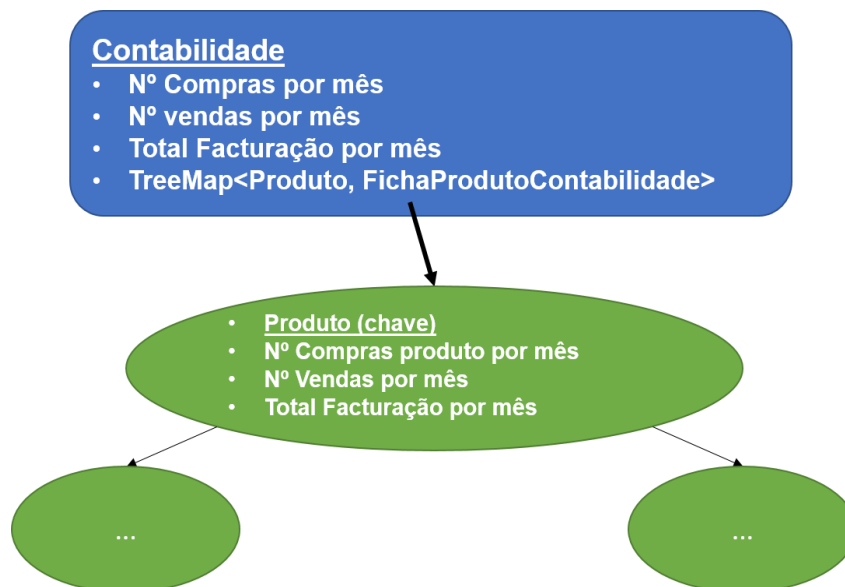 Contabilidade
• Nº Compras por mês
• Nº vendas por mês
• Total Facturação por mês
• TreeMap<Produto, FichaProdutoContabilidade>
• Produto (chave)
• Nº Compras produto por mês
• Nº Vendas por mês
• Total Facturação por mês
...
...